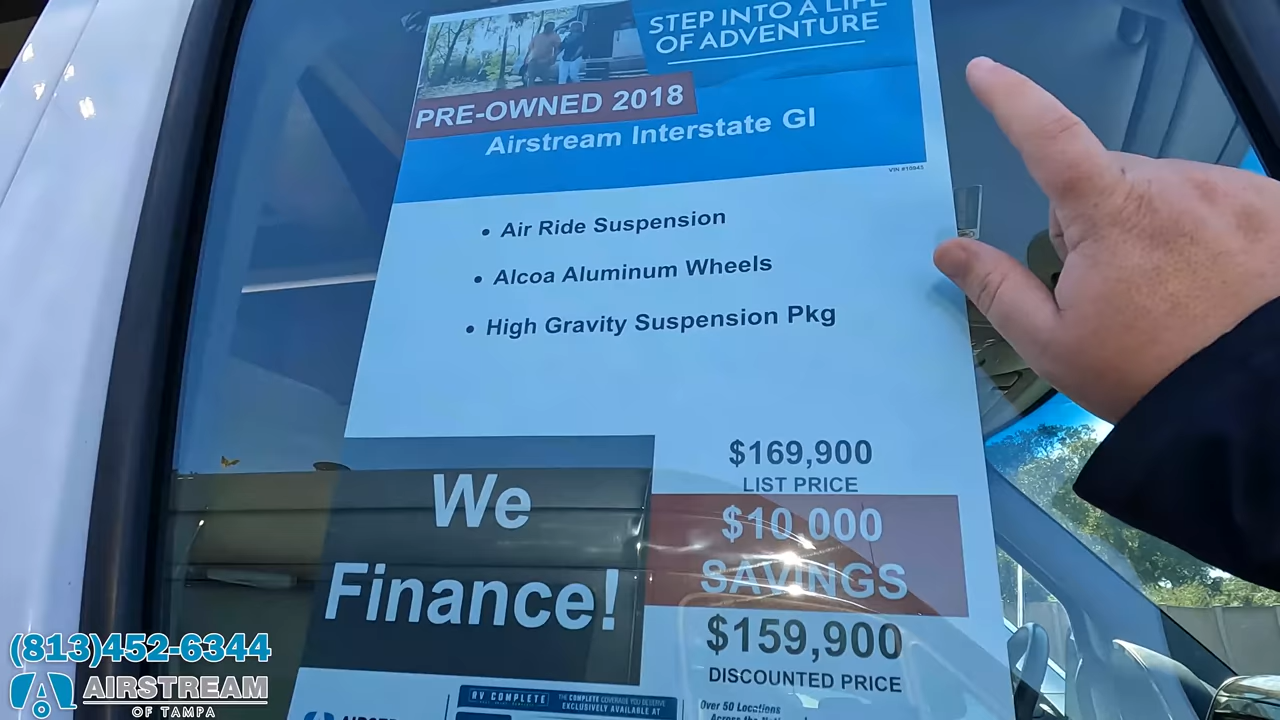 STEP INTO A LIFE
OF ADVENTURE
PRE-OWNED 2018
Airstream Interstate Gl
• Air Ride Suspension
• Alcoa Aluminum Wheels
• High Gravity Suspension Pkg
$169,900
LIST PRICE
$10,000
SAVINGS
$159,900
DISCOUNTED PRICE
We
Finance!
RV COMPLETE
THE COMPLETE COVERAGE YOU DESERVE
EXCLUSIVELY AVAILABLE AT
Over 50 Locations
(813)452-6344
AIRSTREAM
OF TAMPA